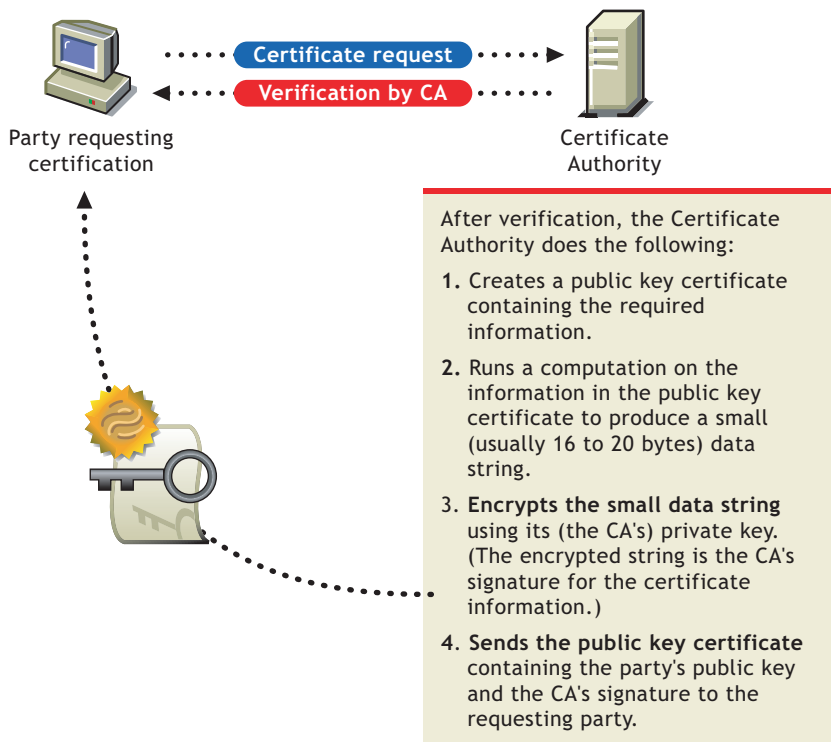 Certificate request
Verification by CA
Party requesting
certification
Certificate
Authority
After verification, the Certificate
Authority does the following:
1. Creates a public key certificate
containing the required
information.
2. Runs a computation on the
information in the public key
certificate to produce a small
(usually 16 to 20 bytes) data
string.
3. Encrypts the small data string
using its (the CA's) private key.
(The encrypted string is the CA's
signature for the certificate
information.)
4. Sends the public key certificate
containing the party's public key
and the CA's signature to the
requesting party.